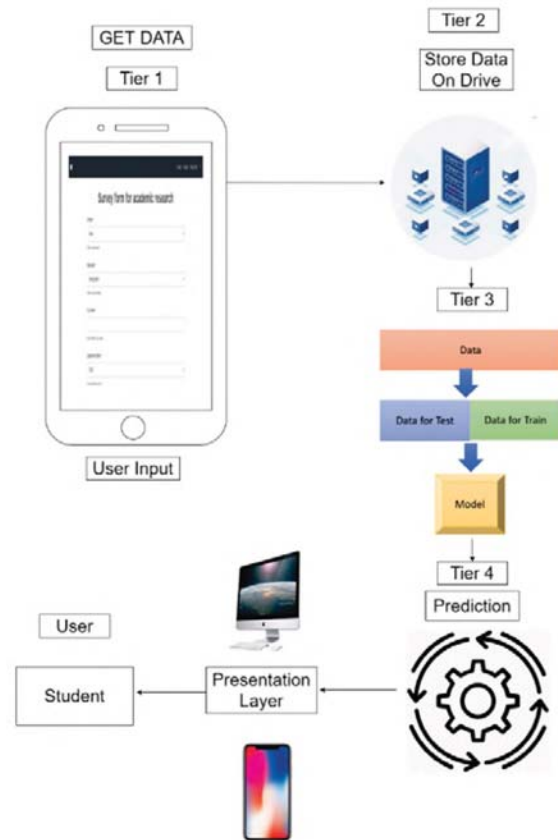 GET DATA
Tier 1
Survey form for academic research
User Input
Tier 2
Store Data
On Drive
Tier 3
Data
Data for Test
Data for Train
Model
Tier 4
Prediction
Presentation
Layer
User
Student